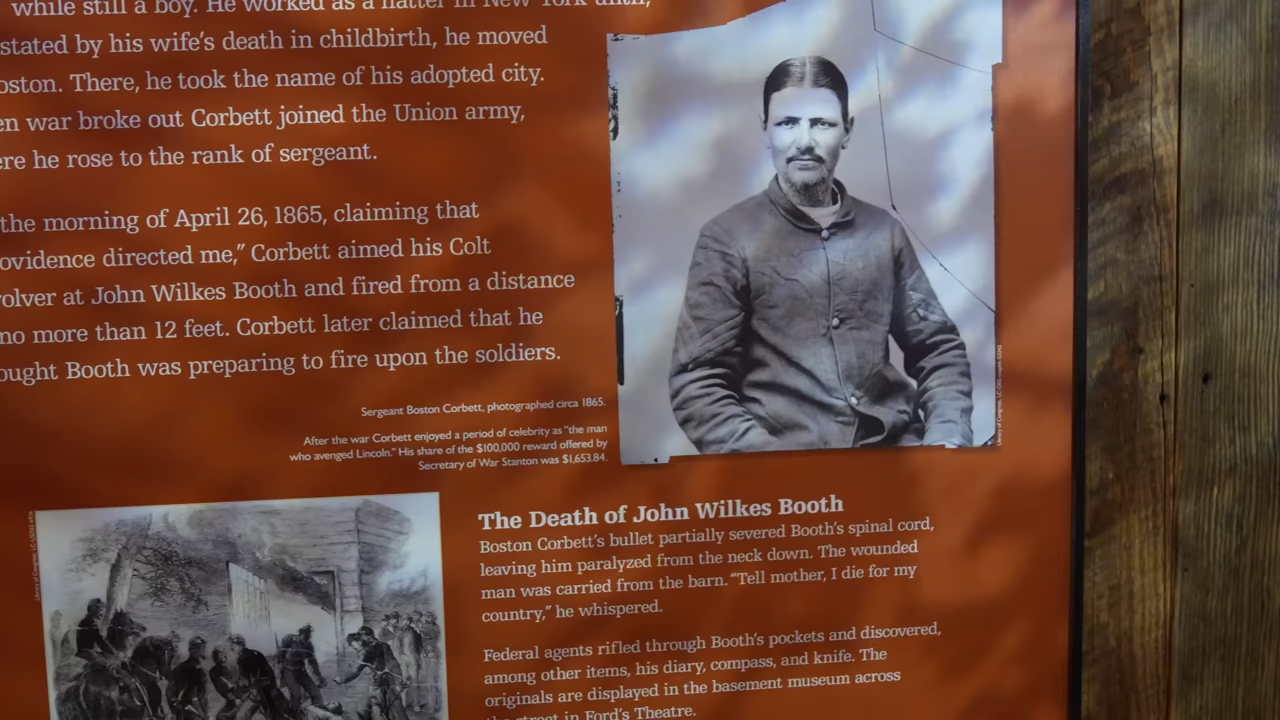 while still a boy. He worked as a hatter in New York until,
stated by his wife's death in childbirth, he moved
oston. There, he took the name of his adopted city.
en war broke out Corbett joined the Union army,
ere he rose to the rank of sergeant.
the morning of April 26, 1865, claiming that
ovidence directed me," Corbett aimed his Colt
volver at John Wilkes Booth and fired from a distance
no more than 12 feet. Corbett later claimed that he
ought Booth was preparing to fire upon the soldiers.
Sergeant Boston Corbett, photographed circa 1865.
After the war Corbett enjoyed a period of celebrity as "the man
who avenged Lincoln." His share of the $100,000 reward offered by
Secretary of War Stanton was $1,653.84.
The Death of John Wilkes Booth
Boston Corbett's bullet partially severed Booth's spinal cord,
leaving him paralyzed from the neck down. The wounded
man was carried from the barn. "Tell mother, I die for my
country," he whispered.
Federal agents rifled through Booth's pockets and discovered,
among other items, his diary, compass, and knife. The
originals are displayed in the basement museum across
the street in Ford's Theatre.
Library of Congress,
Library of Congress,